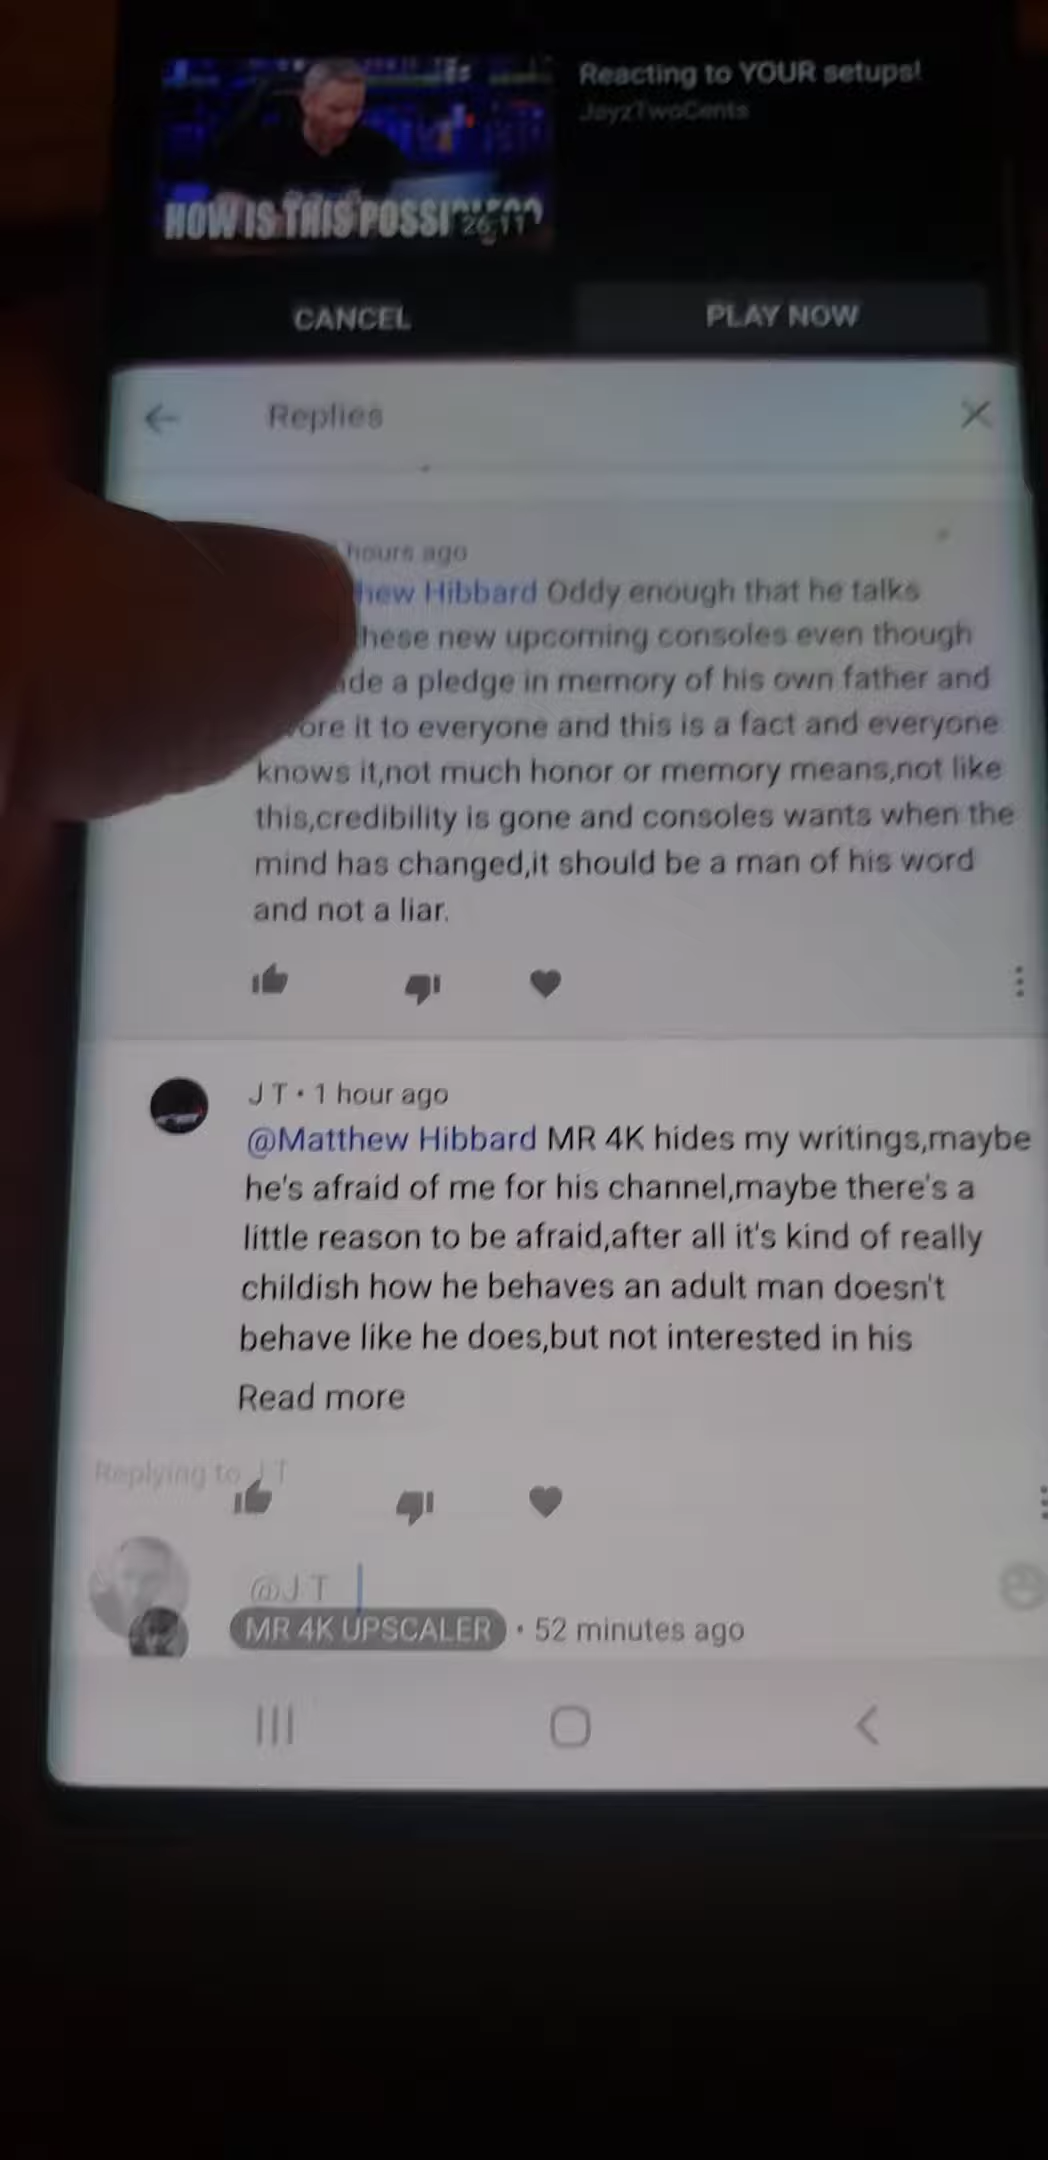 Reacting to YOUR setups!
JayzTwoCents
HOW IS THIS
26:11
CANCEL
PLAY NOW
Replies
hours ago
hew Hibbard Oddy enough that he talks
hese new upcoming consoles even though
de a pledge in memory of his own father and
ore it to everyone and this is a fact and everyone
knows it,not much honor or memory means,not like
this,credibility is gone and consoles wants when the
mind has changed,it should be a man of his word
and not a liar.
J T • 1 hour ago
@Matthew Hibbard MR 4K hides my writings,maybe
he's afraid of me for his channel,maybe there's a
little reason to be afraid,after all it's kind of really
childish how he behaves an adult man doesn't
behave like he does,but not interested in his
Read more
Replying to J T
@J T
MR 4K UPSCALER • 52 minutes ago